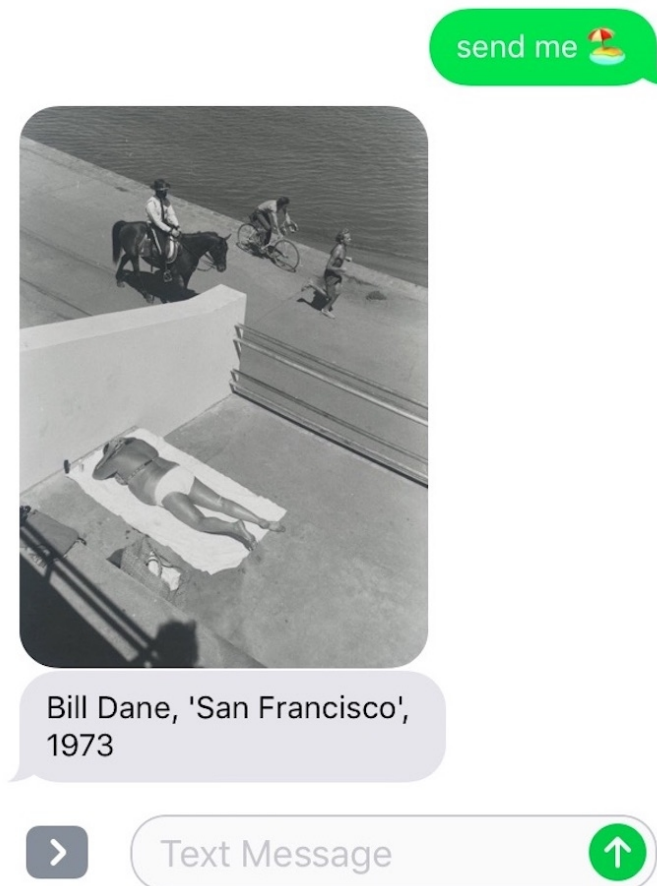 send me 🏖️
Bill Dane, 'San Francisco',
1973
Text Message